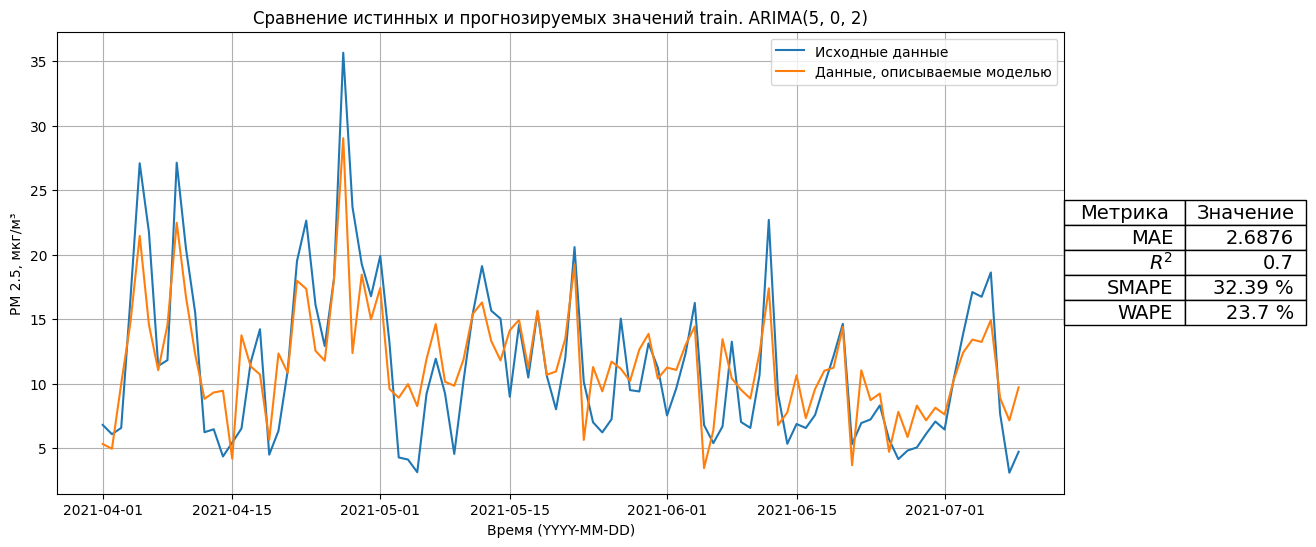 Сравнение истинных и прогнозируемых значений train. ARIMA(5, 0, 2)
Исходные данные
Данные, описываемые моделью
PM 2.5, мкг/м³
35
30
25
20
15
10
5
2021-04-01 2021-04-15 2021-05-01 2021-05-15 2021-06-01 2021-06-15 2021-07-01
Время (YYYY-MM-DD)
Метрика Значение
MAE 2.6876
R² 0.7
SMAPE 32.39 %
WAPE 23.7 %